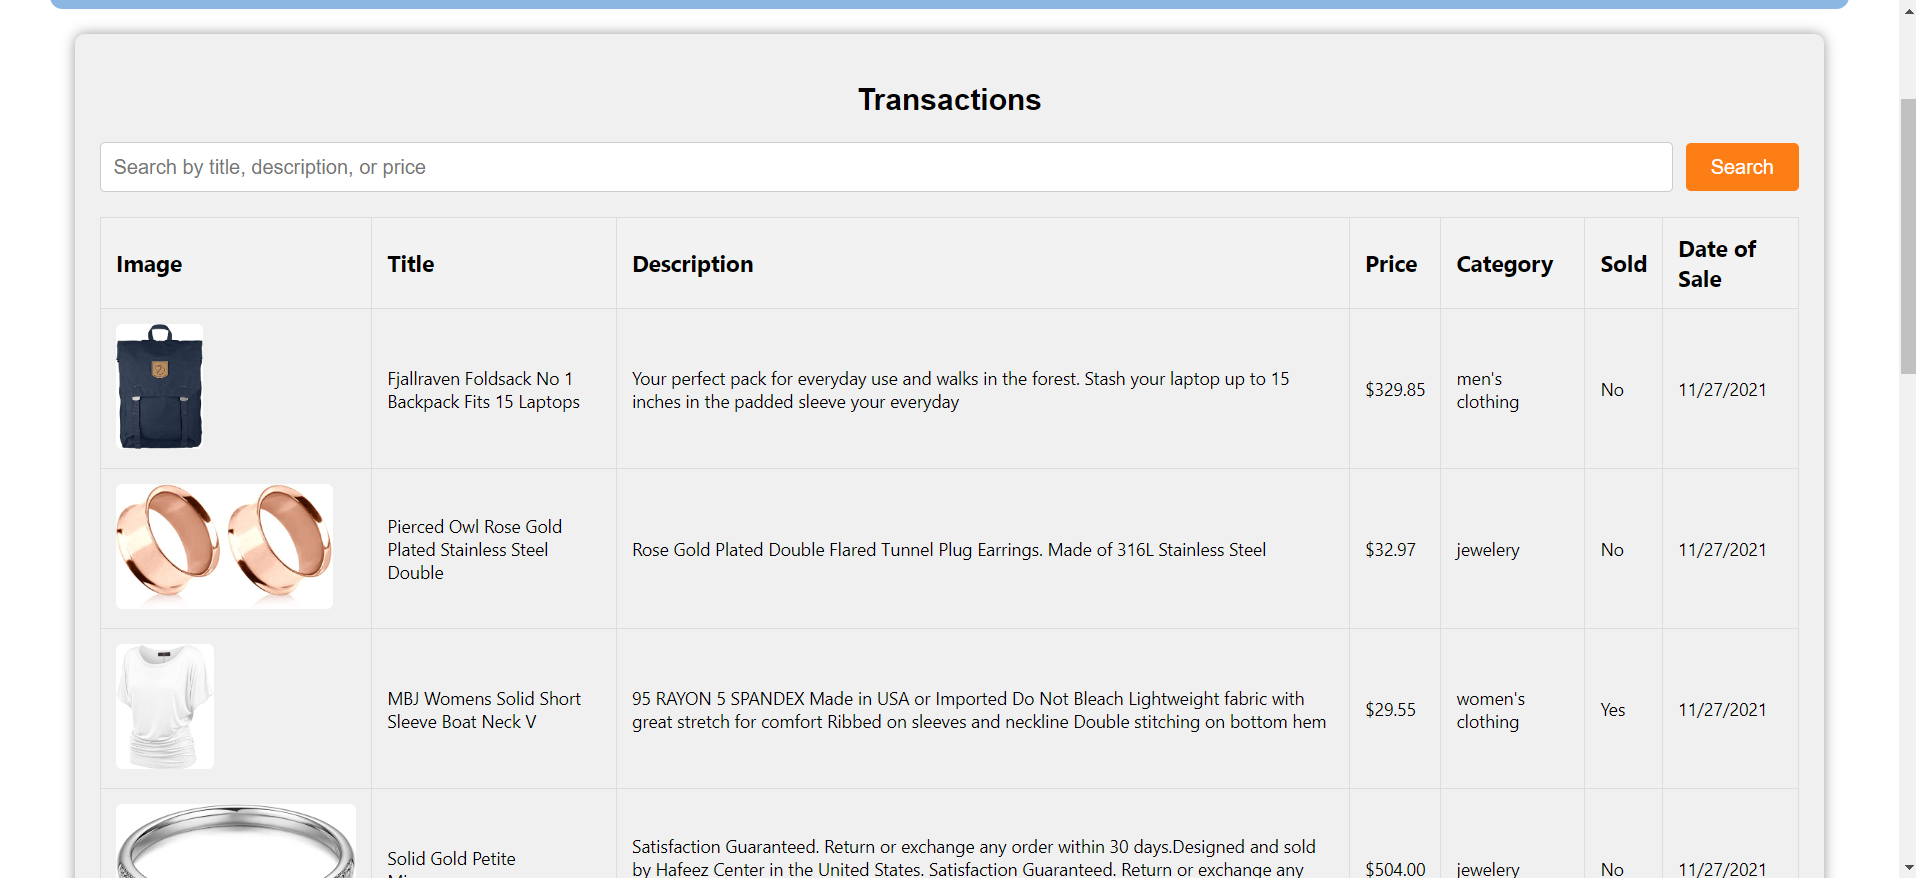 Transactions
Search by title, description, or price
Search
Image
Title
Description
Price
Category
Sold
Date of
Sale
Fjallraven Foldsack No 1
Backpack Fits 15 Laptops
Your perfect pack for everyday use and walks in the forest. Stash your laptop up to 15
inches in the padded sleeve your everyday
$329.85
men's
clothing
No
11/27/2021
Pierced Owl Rose Gold
Plated Stainless Steel
Double
Rose Gold Plated Double Flared Tunnel Plug Earrings. Made of 316L Stainless Steel
$32.97
jewelery
No
11/27/2021
MBJ Womens Solid Short
Sleeve Boat Neck V
95 RAYON 5 SPANDEX Made in USA or Imported Do Not Bleach Lightweight fabric with
great stretch for comfort Ribbed on sleeves and neckline Double stitching on bottom hem
$29.55
women's
clothing
Yes
11/27/2021
Solid Gold Petite
Satisfaction Guaranteed. Return or exchange any order within 30 days.Designed and sold
by Hafeez Center in the United States. Satisfaction Guaranteed. Return or exchange any
$504.00
jewelery
No
11/27/2021